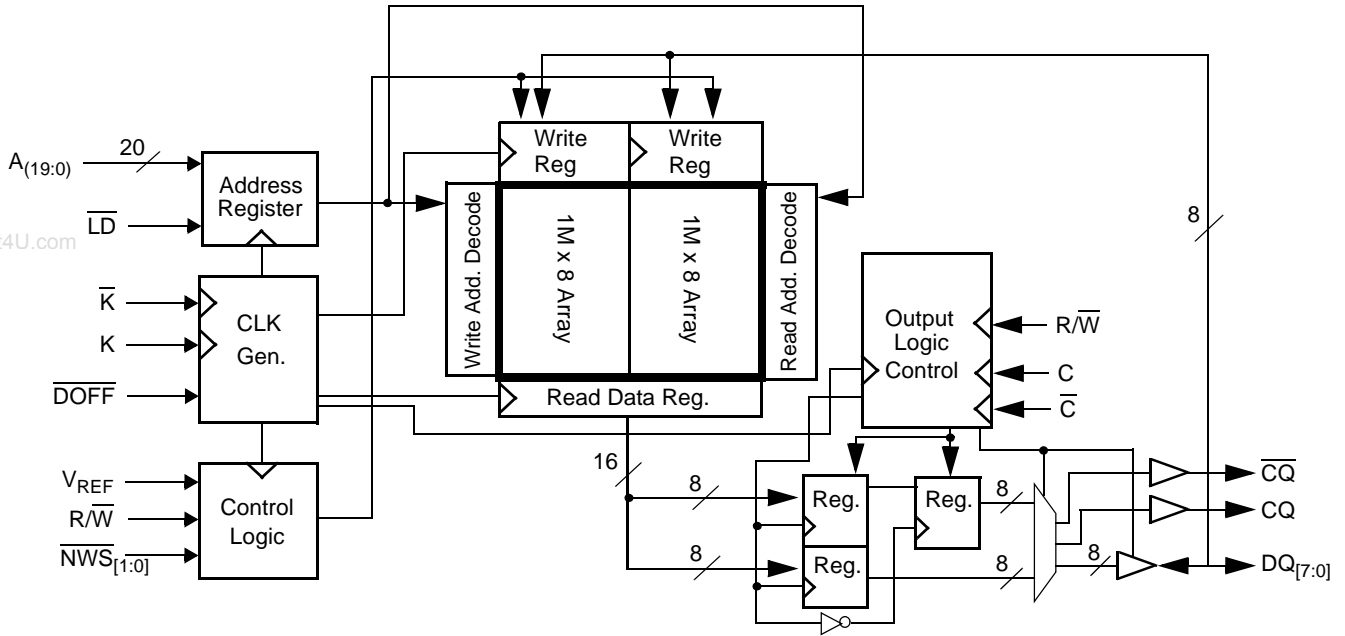 A(19:0)
20
LD
Address
Register
t4U.com
K
K
DOFF
CLK
Gen.
VREF
R/W
NWS[1:0]
Control
Logic
Write
Reg
Write
Reg
Write Add. Decode
1M x 8 Array
1M x 8 Array
Read Add. Decode
Read Data Reg.
8
Output
Logic
Control
R/W
C
C
16
8
8
Reg.
Reg.
Reg.
8
8
8
CQ
CQ
DQ[7:0]